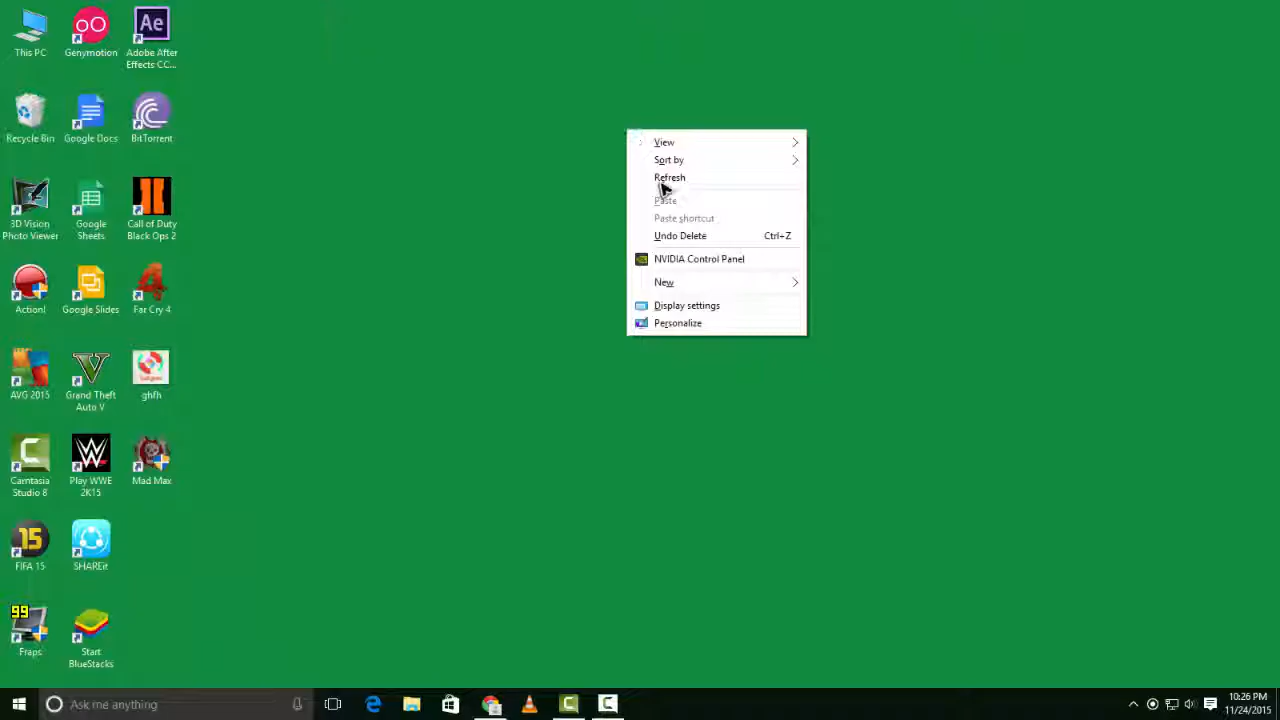 This PC
Genymotion
Adobe After
Effects CC...
Recycle Bin
Google Docs
BitTorrent
3D Vision
Photo Viewer
Google
Sheets
Call of Duty
Black Ops 2
Action!
Google Slides
Far Cry 4
AVG 2015
Grand Theft
Auto V
ghfh
Camtasia
Studio 8
Play WWE
2K15
Mad Max
15
FIFA 15
SHAREit
99
Fraps
Start
BlueStacks
View
Sort by
Refresh
Paste
Paste shortcut
Undo Delete Ctrl+Z
NVIDIA Control Panel
New
Display settings
Personalize
Ask me anything
10:26 PM
11/24/2015